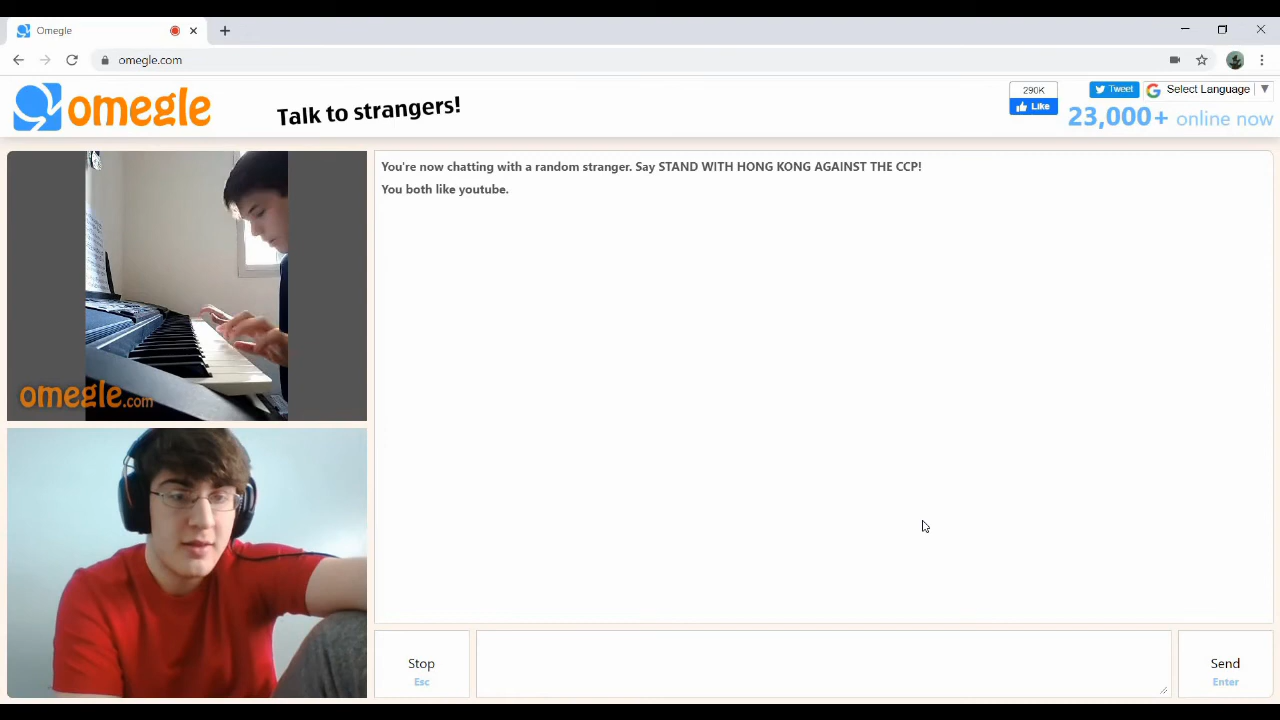 Omegle
omegle.com
omegle
Talk to strangers!
290K
Like
Tweet
Select Language
23,000+ online now
You're now chatting with a random stranger. Say STAND WITH HONG KONG AGAINST THE CCP!
You both like youtube.
omegle.com
Stop
Esc
Send
Enter